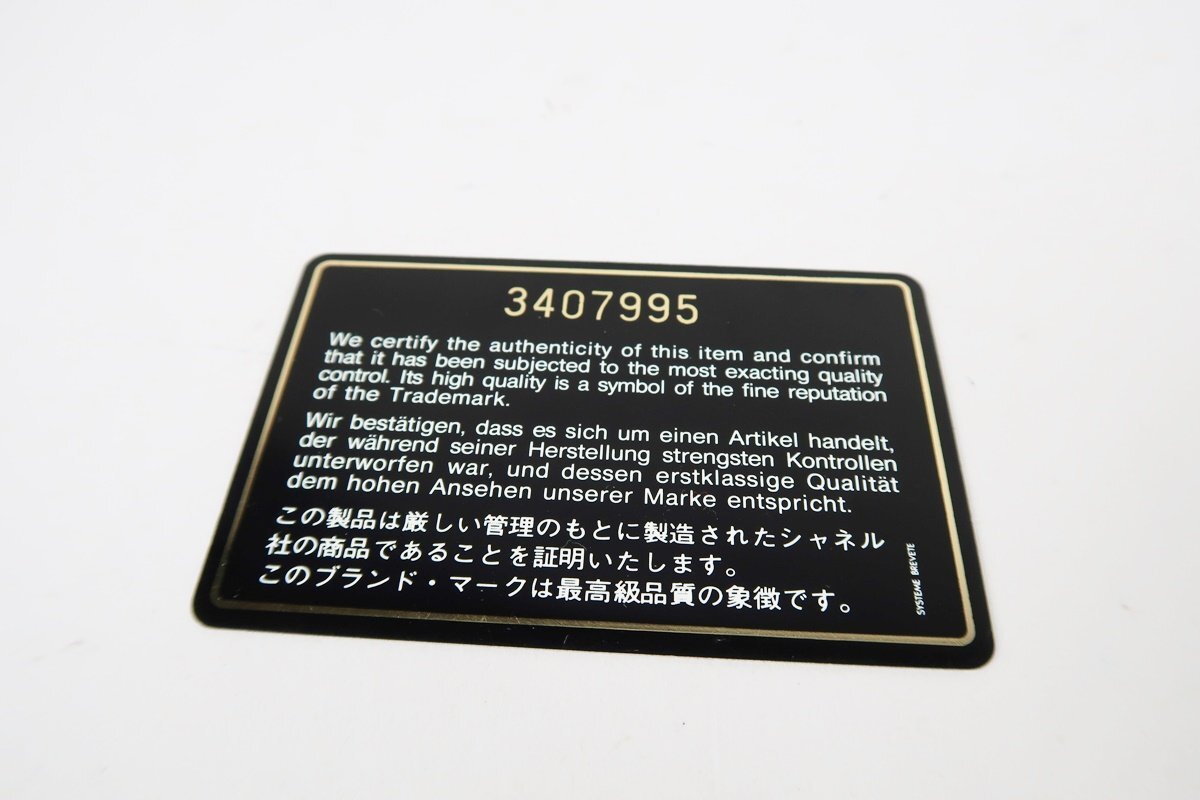 3407995
We certify the authenticity of this item and confirm
that it has been subjected to the most exacting quality
control. Its high quality is a symbol of the fine reputation
of the Trademark.
Wir bestätigen, dass es sich um einen Artikel handelt,
der während seiner Herstellung strengsten Kontrollen
unterworfen war, und dessen erstklassige Qualität
dem hohen Ansehen unserer Marke entspricht.
この製品は厳しい管理のもとに製造されたシャネル
社の商品であることを証明いたします。
このブランド・マークは最高級品質の象徴です。
SYSTEME BREVETE